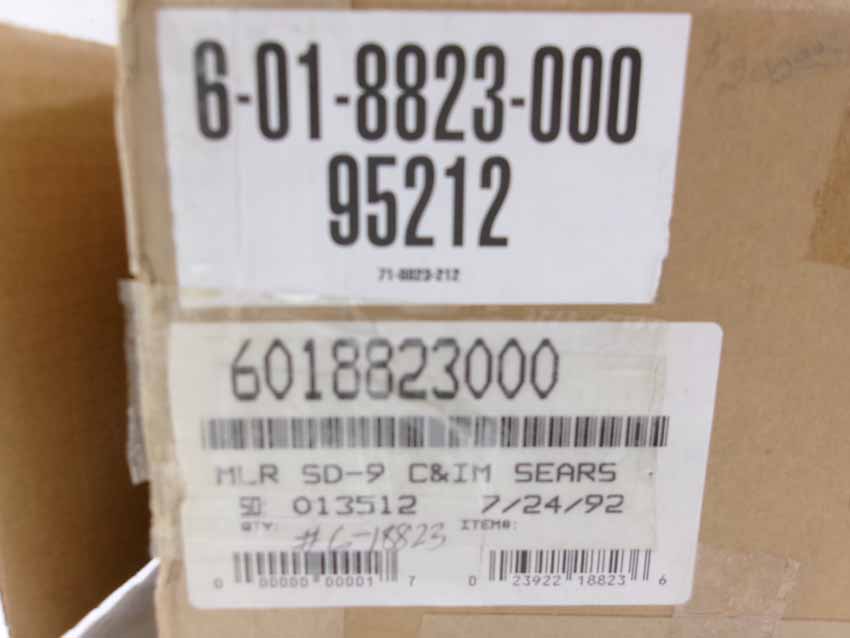 6-01-8823-000
95212
71-8823-212
6018823000
MLR SD-9 C&IM SEARS
SO: 013512 7/24/92
QTY: ITEM#:
#6-18823
0 00000 00001 7 0 23922 18823 6